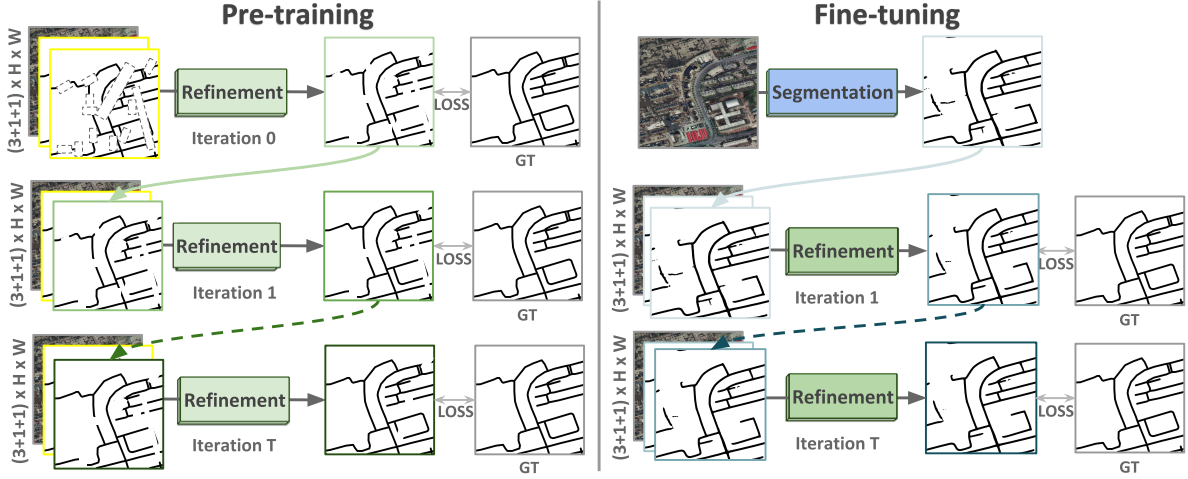 Pre-training
(3+1+1) x H x W
Refinement
Iteration 0
LOSS
GT
(3+1+1) x H x W
Refinement
Iteration 1
LOSS
GT
(3+1+1) x H x W
Refinement
Iteration T
LOSS
GT
Fine-tuning
Segmentation
(3+1+1) x H x W
Refinement
Iteration 1
LOSS
GT
(3+1+1) x H x W
Refinement
Iteration T
LOSS
GT